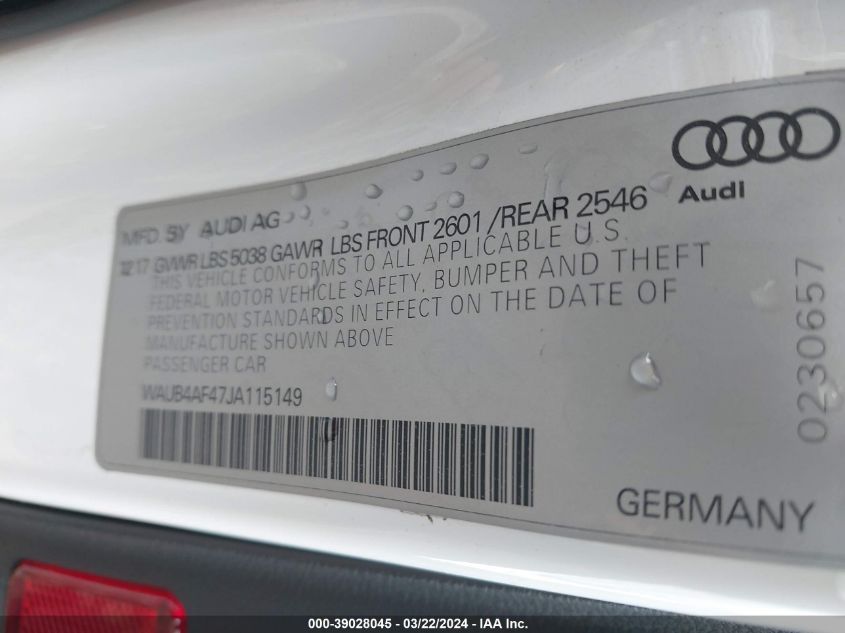 Audi
MFD. BY AUDI AG
12.17 GVWR LBS 5038 GAWR LBS FRONT 2601 / REAR 2546
THIS VEHICLE CONFORMS TO ALL APPLICABLE U.S.
FEDERAL MOTOR VEHICLE SAFETY, BUMPER AND THEFT
PREVENTION STANDARDS IN EFFECT ON THE DATE OF
MANUFACTURE SHOWN ABOVE
PASSENGER CAR
WAUB4AF47JA115149
0230657
GERMANY
000-39028045 - 03/22/2024 - IAA Inc.